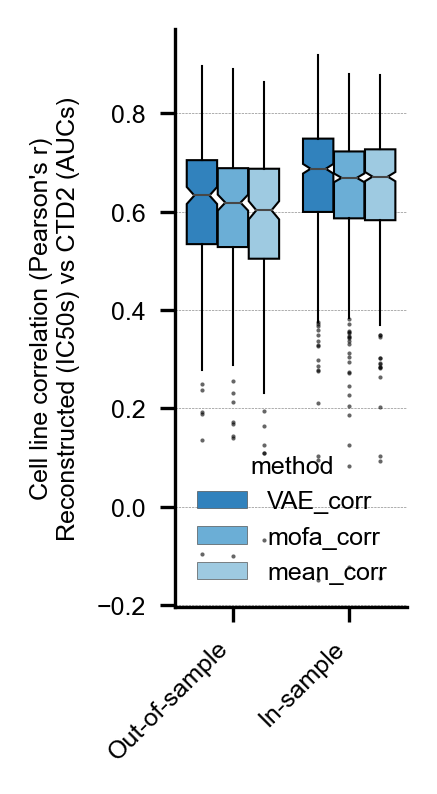 Cell line correlation (Pearson's r)
Reconstructed (IC50s) vs CTD2 (AUCs)
0.8
0.6
0.4
0.2
0.0
−0.2
method
VAE_corr
mofa_corr
mean_corr
Out-of-sample
In-sample